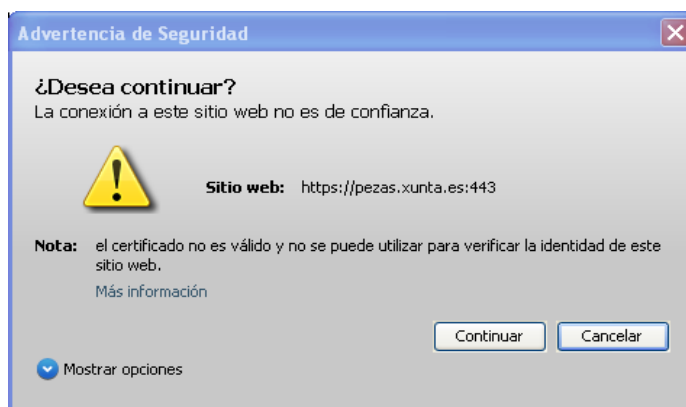 Advertencia de Seguridad
¿Desea continuar?
La conexión a este sitio web no es de confianza.
Sitio web: https://pezas.xunta.es:443
Nota: el certificado no es válido y no se puede utilizar para verificar la identidad de este
sitio web.
Más información
Continuar Cancelar
Mostrar opciones